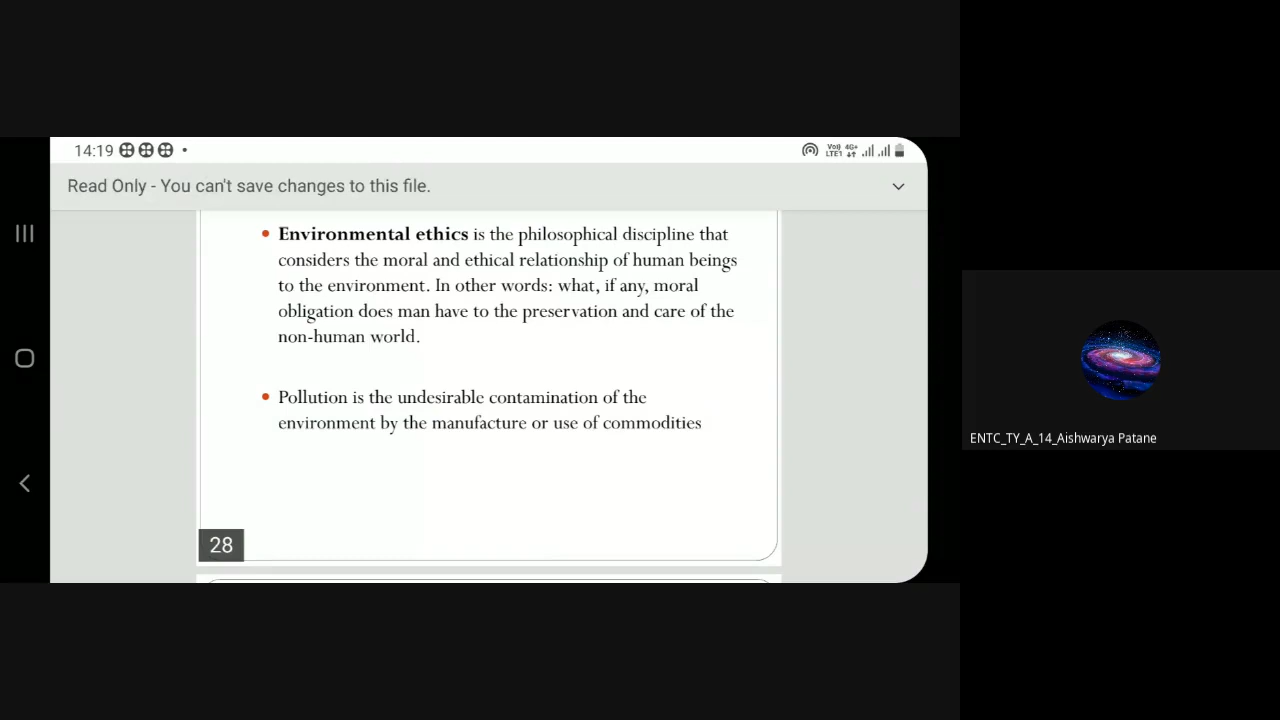 14:19
Vo) 4G+
LTE1
Read Only - You can't save changes to this file.
• Environmental ethics is the philosophical discipline that
considers the moral and ethical relationship of human beings
to the environment. In other words: what, if any, moral
obligation does man have to the preservation and care of the
non-human world.
• Pollution is the undesirable contamination of the
environment by the manufacture or use of commodities
28
ENTC_TY_A_14_Aishwarya Patane